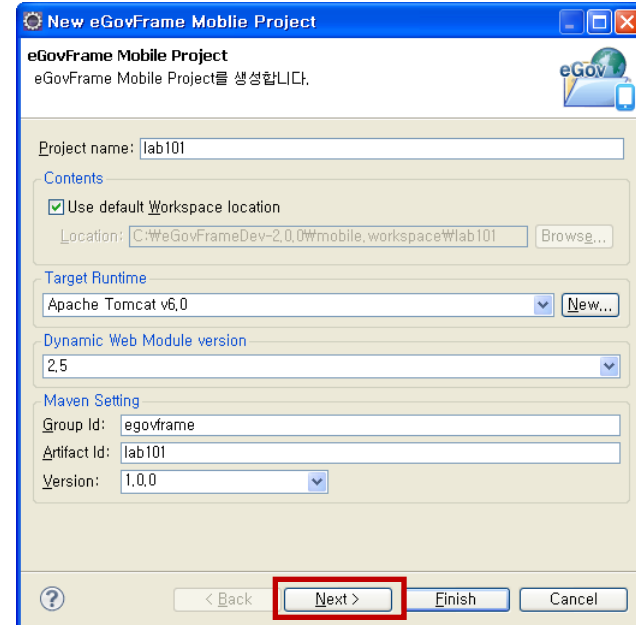 New eGovFrame Moblie Project
eGovFrame Mobile Project
eGovFrame Mobile Project를 생성합니다.
eGov
Project name: lab101
Contents
Use default Workspace location
Location: C:₩eGovFrameDev-2.0.0₩mobile.workspace₩lab101 Browse...
Target Runtime
Apache Tomcat v6.0 New...
Dynamic Web Module version
2.5
Maven Setting
Group Id: egovframe
Artifact Id: lab101
Version: 1.0.0
? < Back Next > Finish Cancel